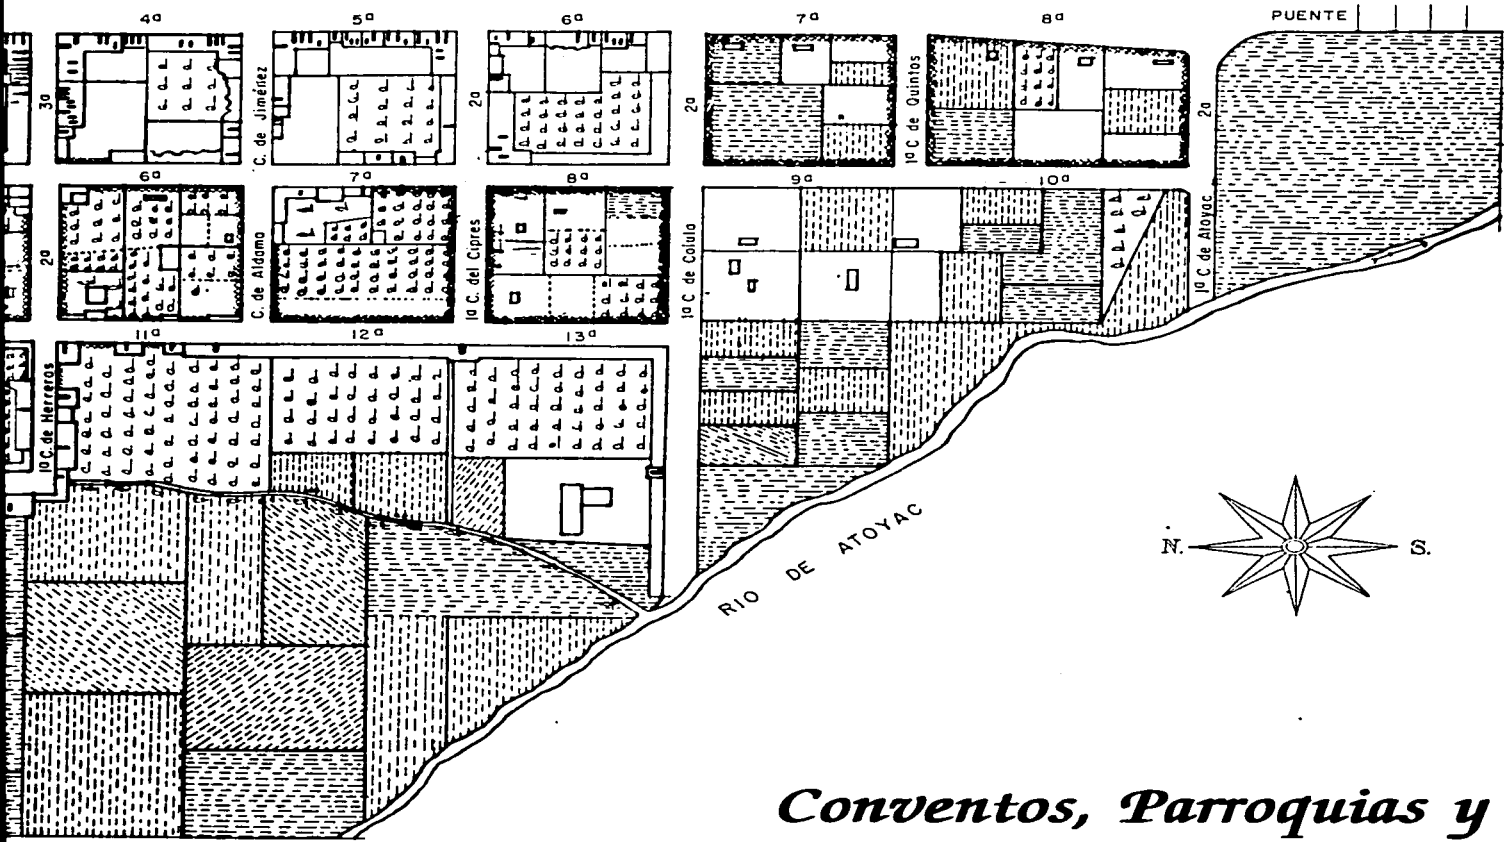 4ª 5ª 6ª 7ª 8ª PUENTE
3ª
C. de Jiménez
2ª
2ª
1ª C. de Quintos
2ª
6ª 7ª 8ª 9ª 10ª
2ª
C. de Aldama
1ª C. del Cipres
1ª C. de Calula
1ª C. de Atoyac
11ª 12ª 13ª
1ª C. de Herreros
RIO DE ATOYAC
N. S.
Conventos, Parroquias y